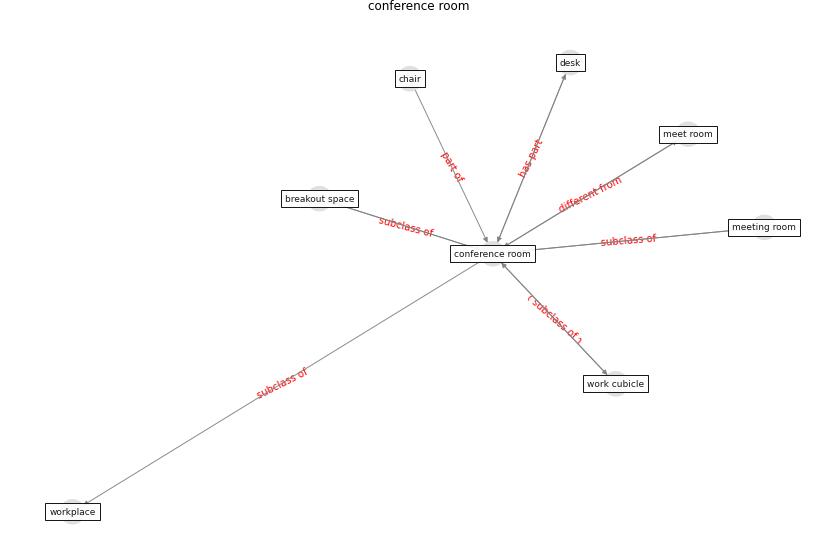 conference room
desk
chair
meet room
part of
has part
different from
breakout space
subclass of
meeting room
subclass of
conference room
( subclass of )
subclass of
work cubicle
workplace